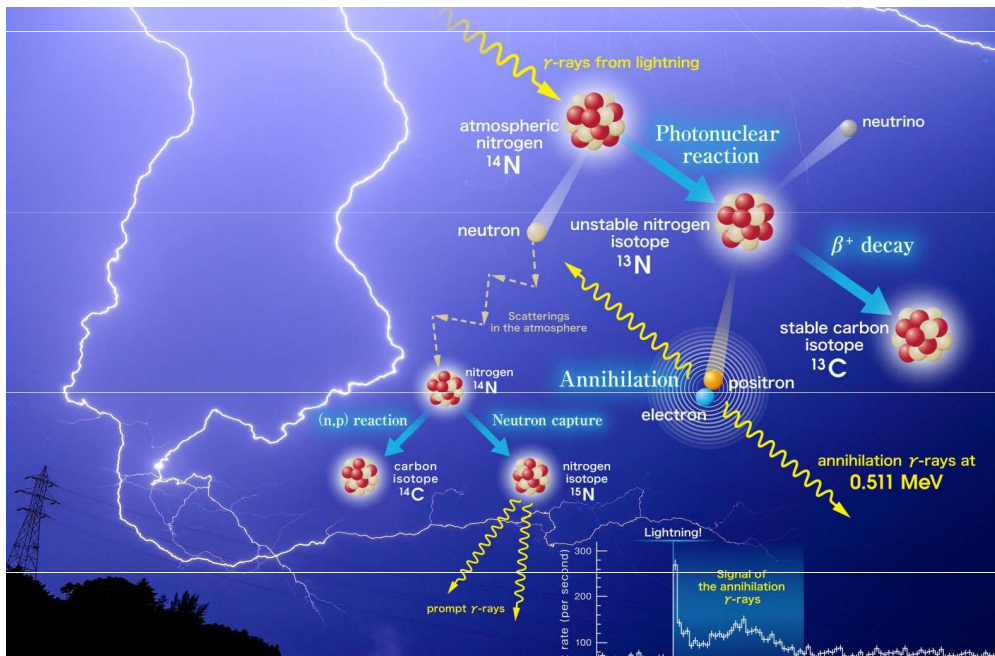 γ-rays from lightning
atmospheric
nitrogen
¹⁴N
Photonuclear
reaction
neutrino
neutron
unstable nitrogen
isotope
¹³N
β⁺ decay
Scatterings
in the atmosphere
stable carbon
isotope
¹³C
nitrogen
¹⁴N
Annihilation
positron
electron
(n,p) reaction
Neutron capture
carbon
isotope
¹⁴C
nitrogen
isotope
¹⁵N
annihilation γ-rays at
0.511 MeV
prompt γ-rays
Lightning!
Signal of
the annihilation
γ-rays
rate (per second)
300
200
100